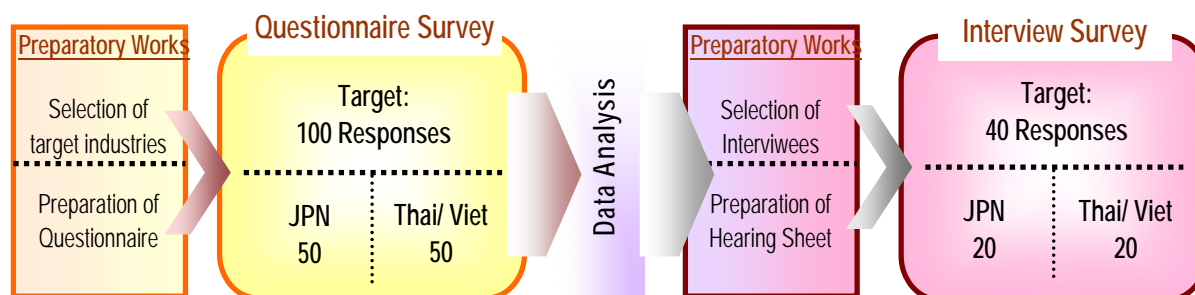 Preparatory Works
Selection of
target industries
Preparation of
Questionnaire
Questionnaire Survey
Target:
100 Responses
JPN
50
Thai/ Viet
50
Data Analysis
Preparatory Works
Selection of
Interviwees
Preparation of
Hearing Sheet
Interview Survey
Target:
40 Responses
JPN
20
Thai/ Viet
20